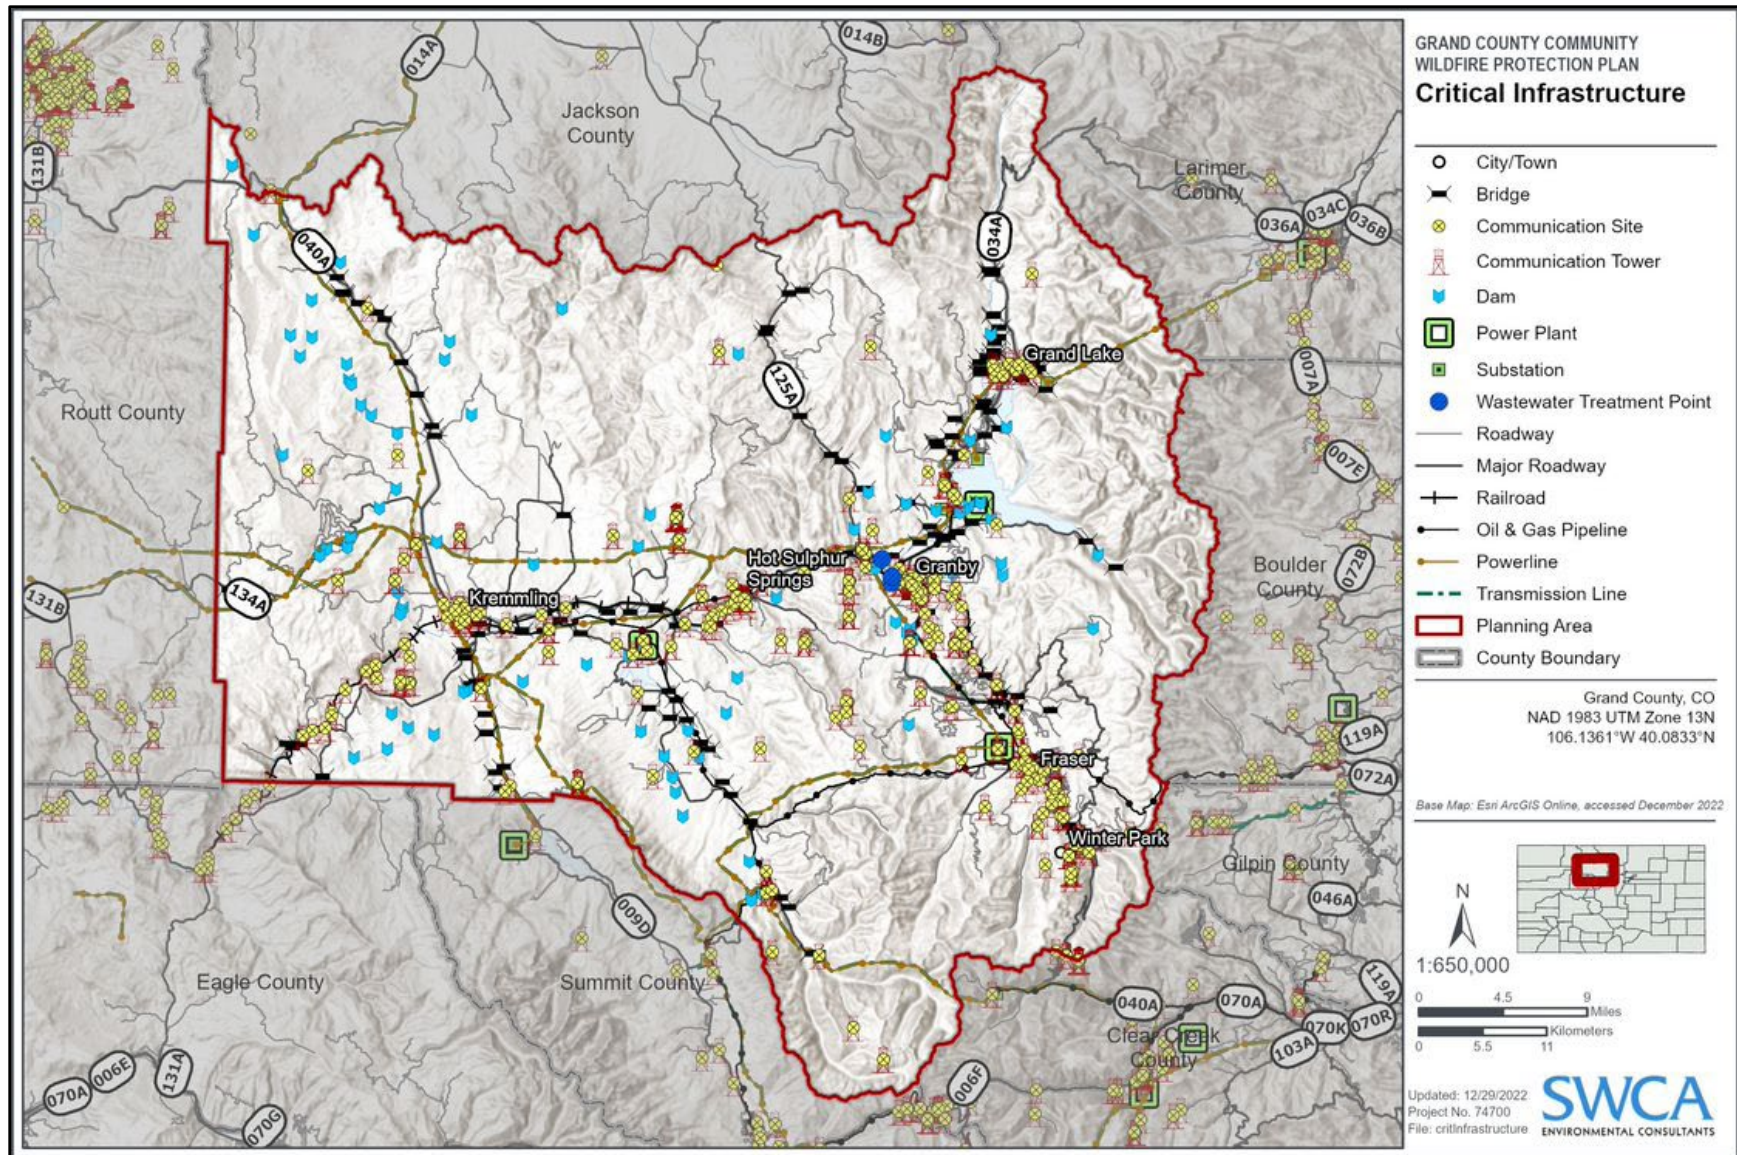 014A
014B
Jackson
County
131B
Larimer
County
034C
036A
036B
034A
040A
Grand Lake
007A
125A
Routt County
007E
Hot Sulphur
Springs
Granby
Boulder
County
072B
131B
134A
Kremmling
119A
Fraser
072A
Winter Park
Gilpin County
046A
009D
Eagle County
Summit County
119A
040A
070A
070K
070R
Clear Creek
County
103A
070A
006E
131A
070G
006F
GRAND COUNTY COMMUNITY
WILDFIRE PROTECTION PLAN
Critical Infrastructure
City/Town
Bridge
Communication Site
Communication Tower
Dam
Power Plant
Substation
Wastewater Treatment Point
Roadway
Major Roadway
Railroad
Oil & Gas Pipeline
Powerline
Transmission Line
Planning Area
County Boundary
Grand County, CO
NAD 1983 UTM Zone 13N
106.1361°W 40.0833°N
Base Map: Esri ArcGIS Online, accessed December 2022
N
1:650,000
0 4.5 9
Miles
Kilometers
0 5.5 11
Updated: 12/29/2022
Project No. 74700
File: critInfrastructure
SWCA
ENVIRONMENTAL CONSULTANTS